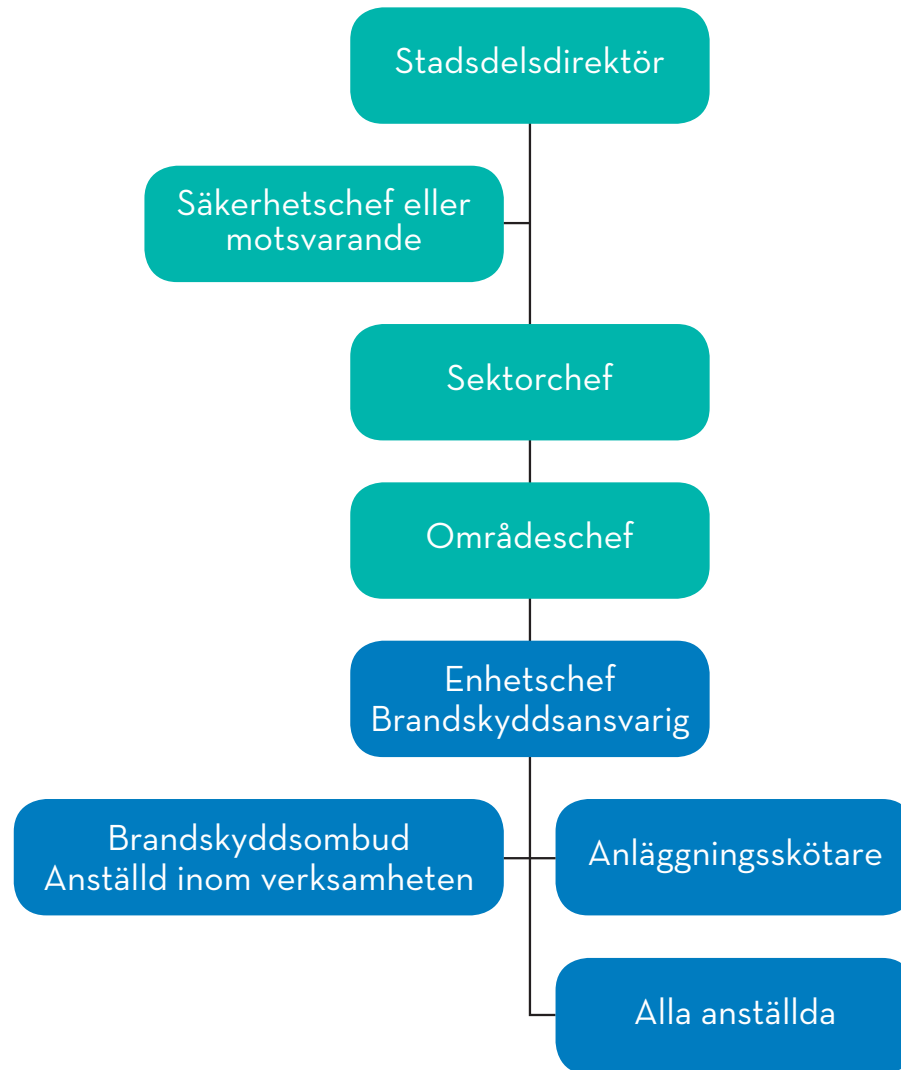 Stadsdelsdirektör
Säkerhetschef eller
motsvarande
Sektorchef
Områdeschef
Enhetschef
Brandskyddsansvarig
Brandskyddsombud
Anställd inom verksamheten
Anläggningsskötare
Alla anställda